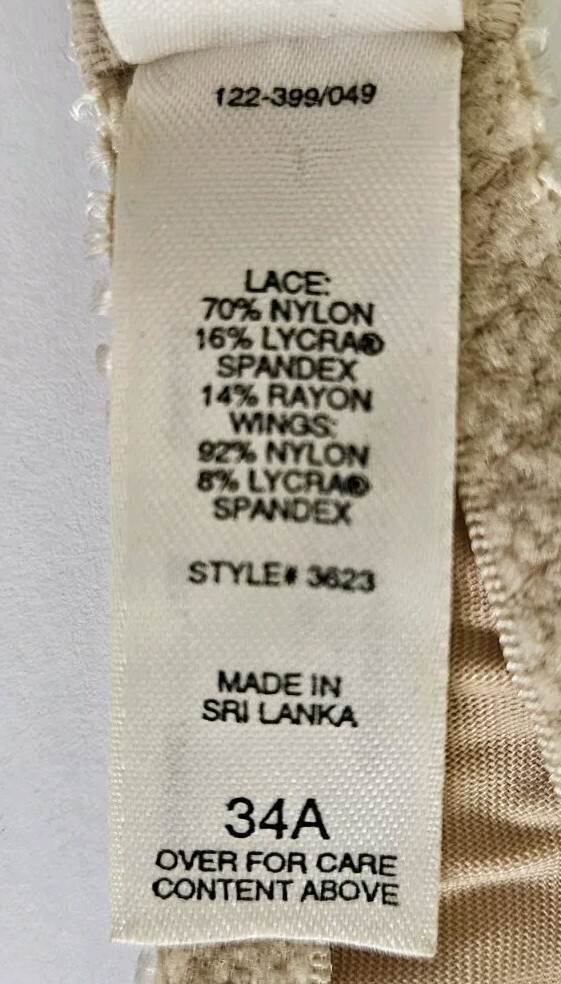 122-399/049
LACE:
70% NYLON
16% LYCRA®
SPANDEX
14% RAYON
WINGS:
92% NYLON
8% LYCRA®
SPANDEX
STYLE# 3623
MADE IN
SRI LANKA
34A
OVER FOR CARE
CONTENT ABOVE